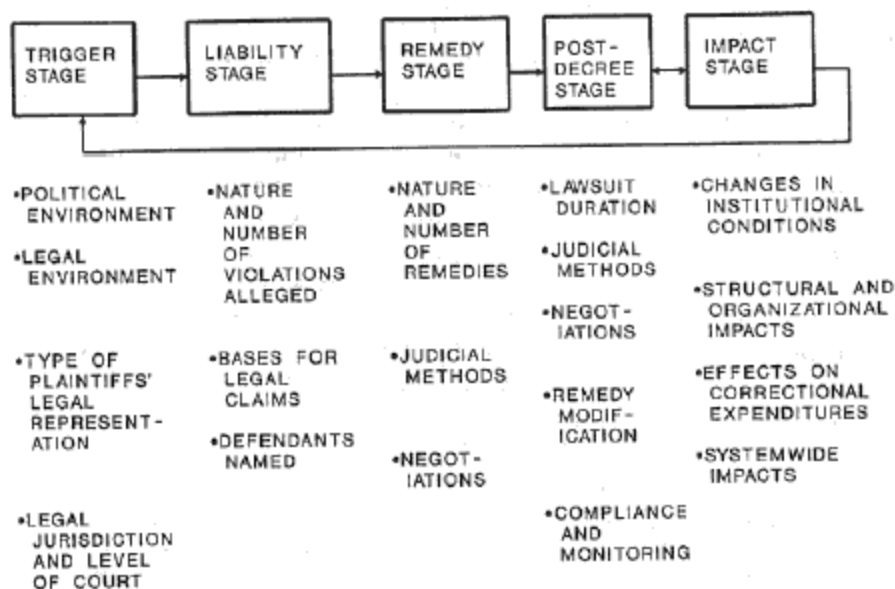 TRIGGER
STAGE
LIABILITY
STAGE
REMEDY
STAGE
POST-
DECREE
STAGE
IMPACT
STAGE
•POLITICAL
ENVIRONMENT
•LEGAL
ENVIRONMENT
•TYPE OF
PLAINTIFFS'
LEGAL
REPRESENT-
ATION
•LEGAL
JURISDICTION
AND LEVEL
OF COURT
•NATURE
AND
NUMBER
OF
VIOLATIONS
ALLEGED
•BASES FOR
LEGAL
CLAIMS
•DEFENDANTS
NAMED
•NATURE
AND
NUMBER
OF
REMEDIES
•JUDICIAL
METHODS
•NEGOT-
IATIONS
•LAWSUIT
DURATION
•JUDICIAL
METHODS
•NEGOT-
IATIONS
•REMEDY
MODIF-
ICATION
•COMPLIANCE
AND
MONITORING
•CHANGES IN
INSTITUTIONAL
CONDITIONS
•STRUCTURAL AND
ORGANIZATIONAL
IMPACTS
•EFFECTS ON
CORRECTIONAL
EXPENDITURES
•SYSTEMWIDE
IMPACTS